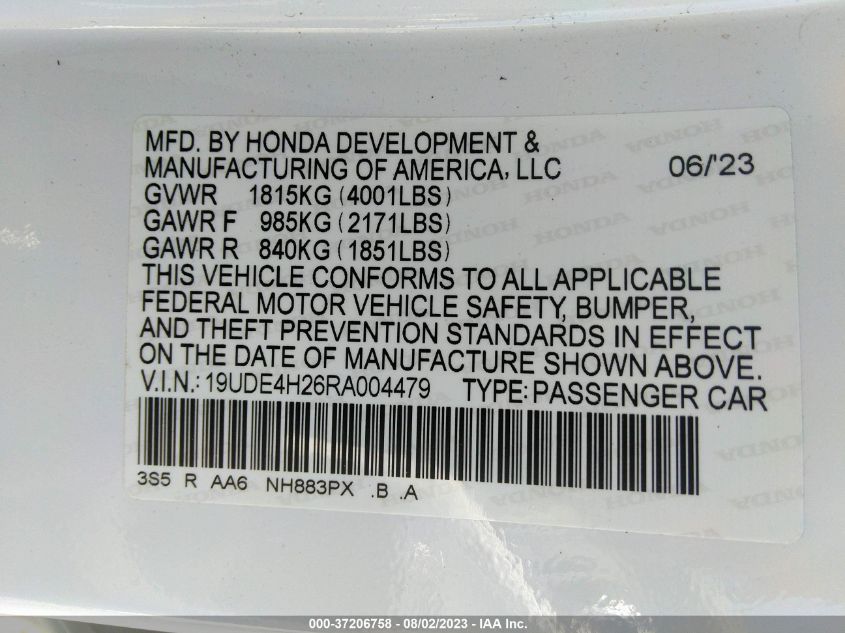 MFD. BY HONDA DEVELOPMENT &
MANUFACTURING OF AMERICA, LLC 06/'23
GVWR 1815KG (4001LBS)
GAWR F 985KG (2171LBS)
GAWR R 840KG (1851LBS)
THIS VEHICLE CONFORMS TO ALL APPLICABLE
FEDERAL MOTOR VEHICLE SAFETY, BUMPER,
AND THEFT PREVENTION STANDARDS IN EFFECT
ON THE DATE OF MANUFACTURE SHOWN ABOVE.
V.I.N.: 19UDE4H26RA004479 TYPE: PASSENGER CAR
3S5 R AA6 NH883PX .B .A
000-37206758 - 08/02/2023 - IAA Inc.